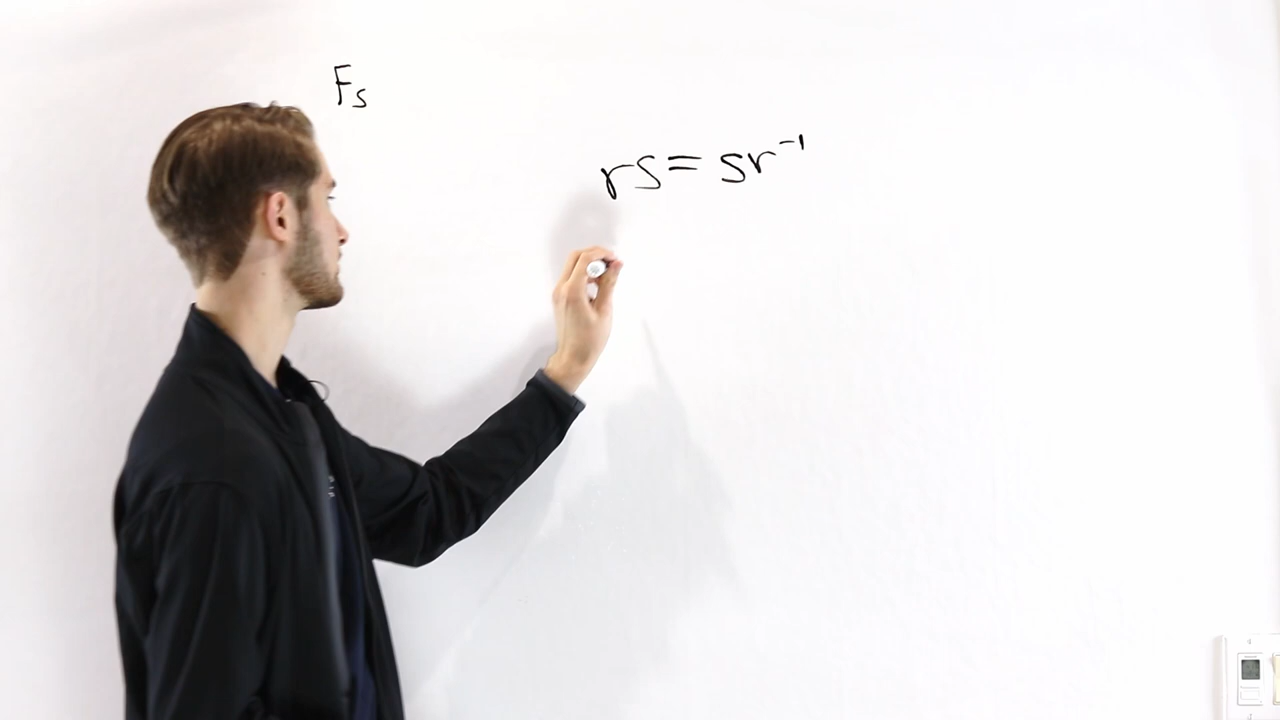 Fs
rs = sr⁻¹